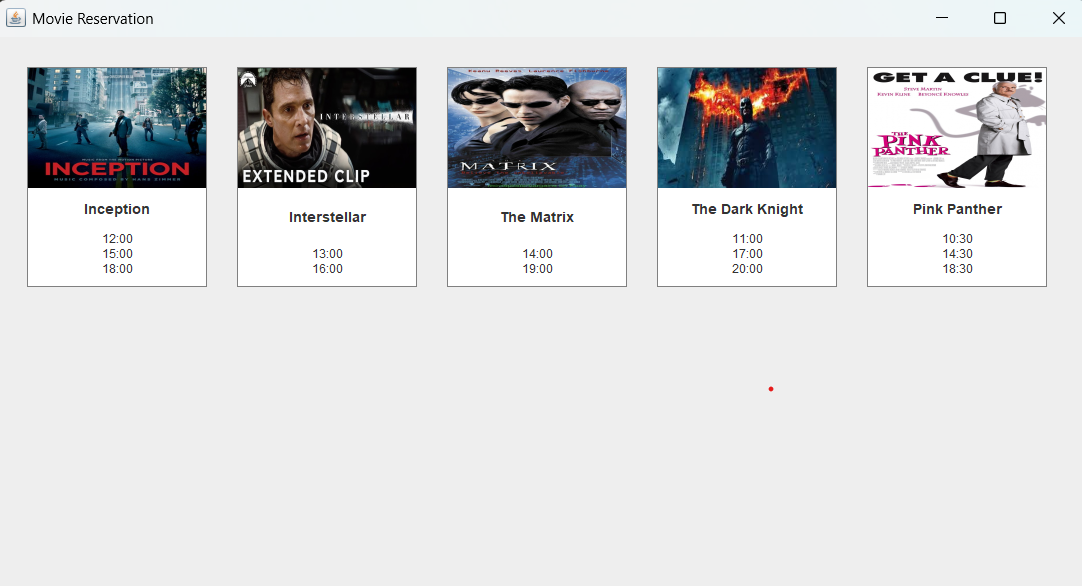 Movie Reservation
INCEPTION
MUSIC COMPOSED BY HANS ZIMMER
Inception
12:00
15:00
18:00
INTERSTELLAR
EXTENDED CLIP
Interstellar
13:00
16:00
MATRIX
The Matrix
14:00
19:00
The Dark Knight
11:00
17:00
20:00
GET A CLUE!
STEVE MARTIN
KEVIN KLINE BEYONCÉ KNOWLES
THE
PINK
PANTHER
Pink Panther
10:30
14:30
18:30